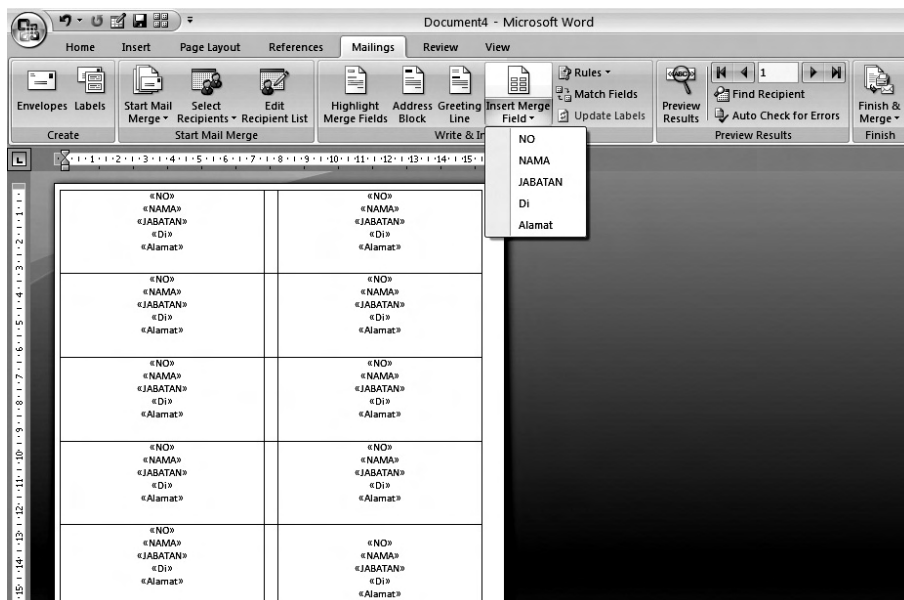 Document4 - Microsoft Word
Home Insert Page Layout References Mailings Review View
Envelopes Labels
Create
Start Mail Merge Select Recipients Edit Recipient List
Start Mail Merge
Highlight Merge Fields Address Block Greeting Line Insert Merge Field
Rules
Match Fields
Update Labels
Write & In
Preview Results
1
Find Recipient
Auto Check for Errors
Preview Results
Finish & Merge
Finish
NO
NAMA
JABATAN
Di
Alamat
«NO» «NO»
«NAMA» «NAMA»
«JABATAN» «JABATAN»
«Di» «Di»
«Alamat» «Alamat»
«NO» «NO»
«NAMA» «NAMA»
«JABATAN» «JABATAN»
«Di» «Di»
«Alamat» «Alamat»
«NO» «NO»
«NAMA» «NAMA»
«JABATAN» «JABATAN»
«Di» «Di»
«Alamat» «Alamat»
«NO» «NO»
«NAMA» «NAMA»
«JABATAN» «JABATAN»
«Di» «Di»
«Alamat» «Alamat»
«NO»
«NAMA»
«JABATAN»
«Di»
«Alamat»
«NO»
«NAMA»
«JABATAN»
«Di»
«Alamat»